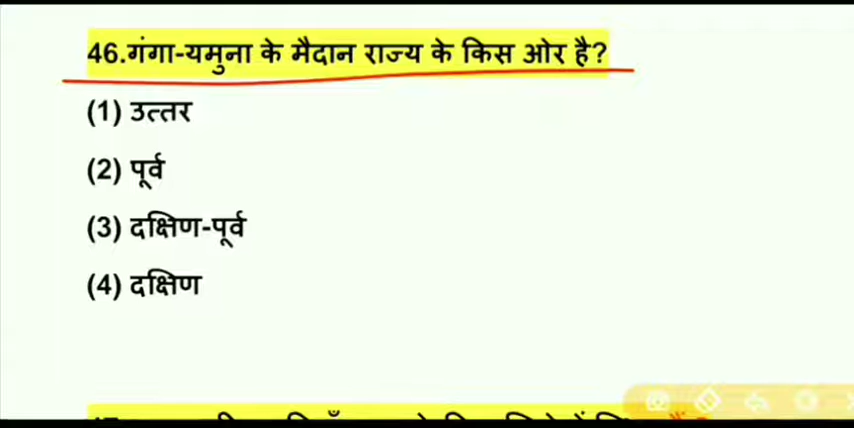 46.गंगा-यमुना के मैदान राज्य के किस ओर है?
(1) उत्तर
(2) पूर्व
(3) दक्षिण-पूर्व
(4) दक्षिण